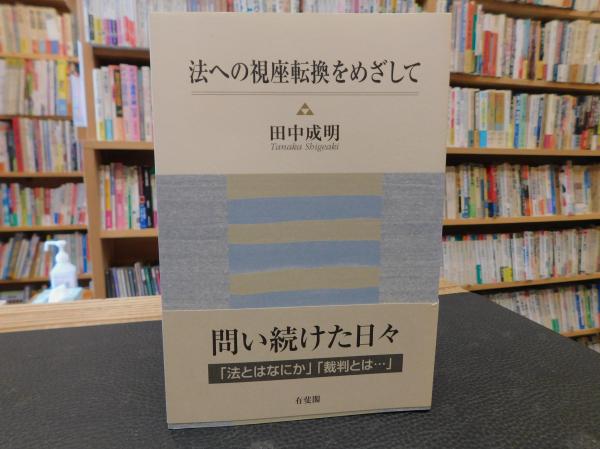 法への視座転換をめざして
田中成明
Tanaka Shigeaki
問い続けた日々
「法とはなにか」「裁判とは…」
有斐閣